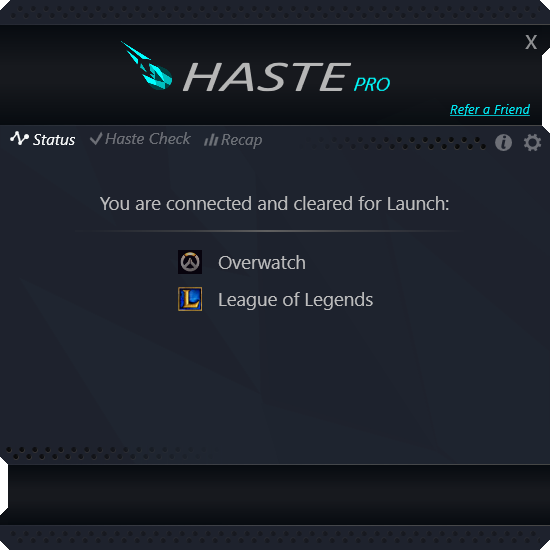 X
HASTE PRO
Refer a Friend
Status Haste Check Recap
You are connected and cleared for Launch:
Overwatch
League of Legends